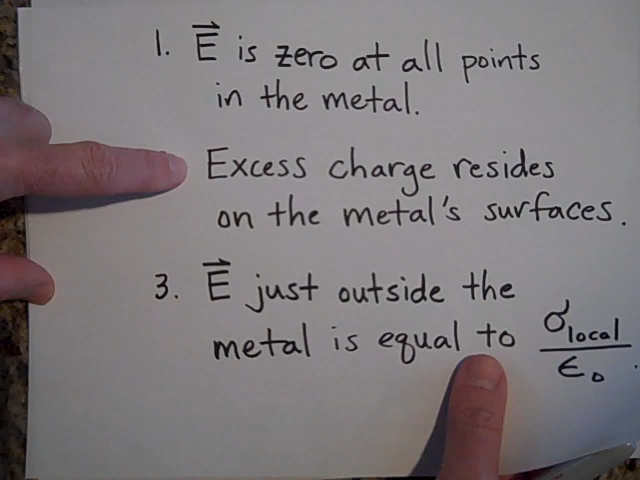 1. E⃗ is zero at all points
in the metal.
Excess charge resides
on the metal's surfaces.
3. E⃗ just outside the
metal is equal to σlocal/ϵ₀.